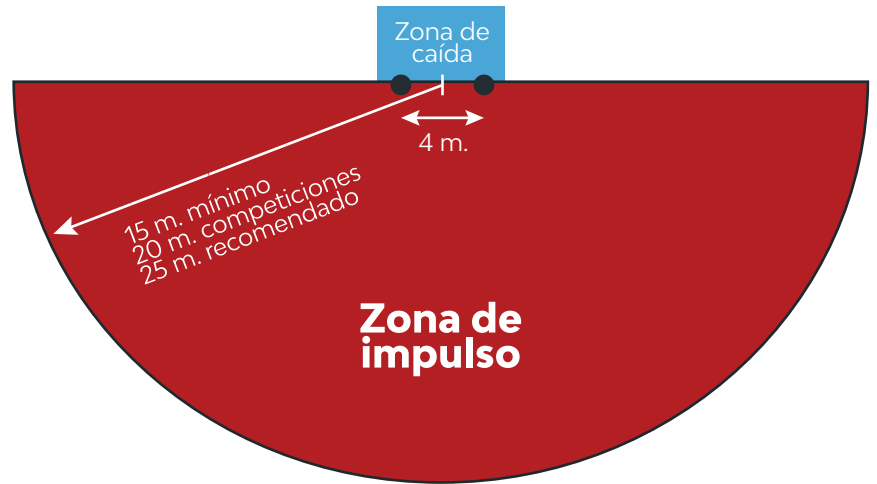 Zona de
caída
4 m.
15 m. mínimo
20 m. competiciones
25 m. recomendado
Zona de
impulso